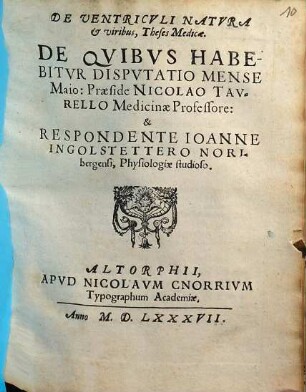 10
DE VENTRICVLI NATVRA
& viribus, Theses Medicæ.
DE QVIBVS HABE-
BITVR DISPVTATIO MENSE
Maio: Præside NICOLAO TAV-
RELLO Medicinæ Professore:
&
RESPONDENTE IOANNE
INGOLSTETTERO NORI-
bergensi, Physiologiæ studioso.
ALTORPHII,
APVD NICOLAVM CNORRIVM
Typographum Academiæ.
Anno M. D. LXXXVII.